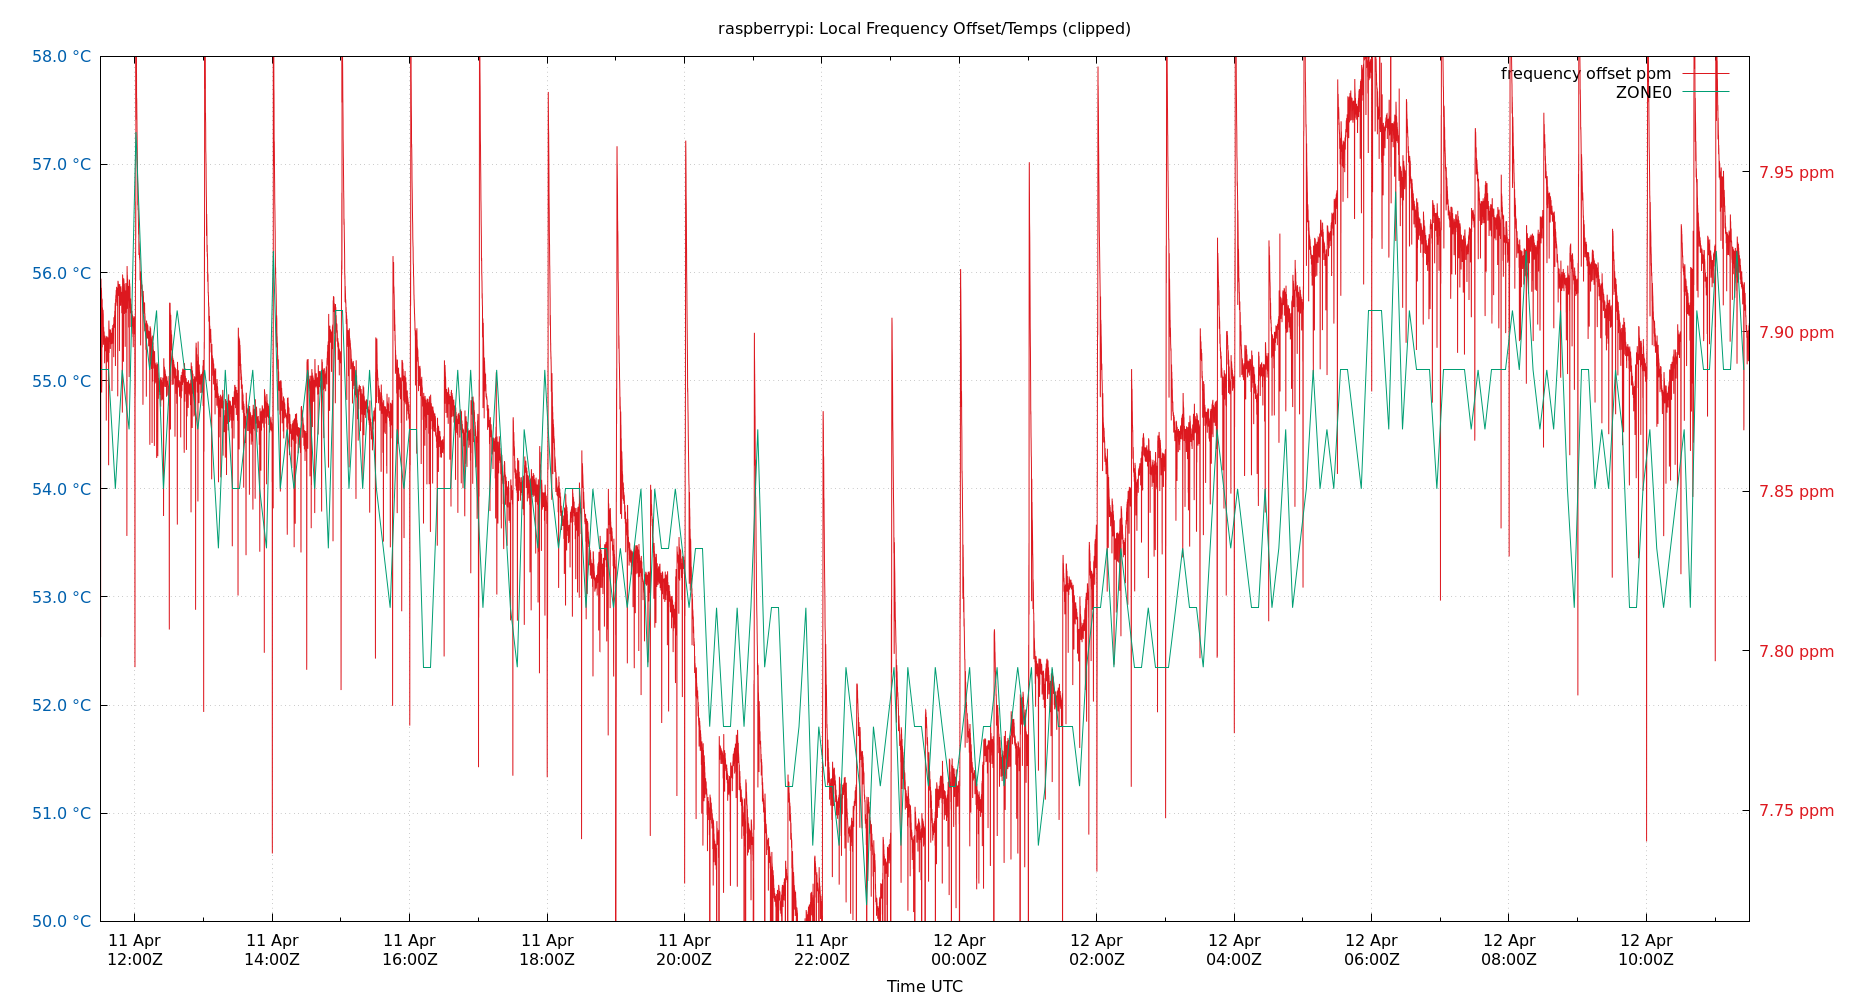 raspberrypi: Local Frequency Offset/Temps (clipped)
frequency offset ppm
ZONE0
58.0 °C
57.0 °C
56.0 °C
55.0 °C
54.0 °C
53.0 °C
52.0 °C
51.0 °C
50.0 °C
7.95 ppm
7.90 ppm
7.85 ppm
7.80 ppm
7.75 ppm
11 Apr 11 Apr 11 Apr 11 Apr 11 Apr 11 Apr 12 Apr 12 Apr 12 Apr 12 Apr 12 Apr 12 Apr
12:00Z 14:00Z 16:00Z 18:00Z 20:00Z 22:00Z 00:00Z 02:00Z 04:00Z 06:00Z 08:00Z 10:00Z
Time UTC